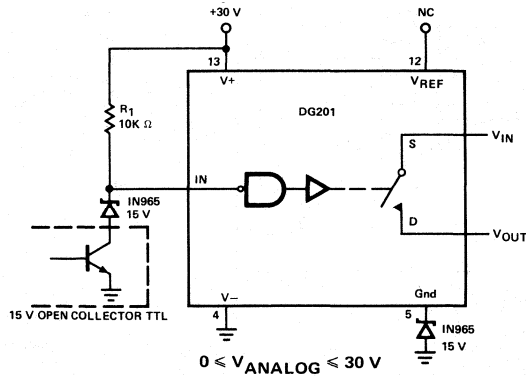 +30 V
NC
13
12
V+
VREF
R1
10K Ω
DG201
S
VIN
IN
IN965
15 V
D
VOUT
V−
Gnd
15 V OPEN COLLECTOR TTL
4
5
IN965
15 V
0 ⩽ VANALOG ⩽ 30 V